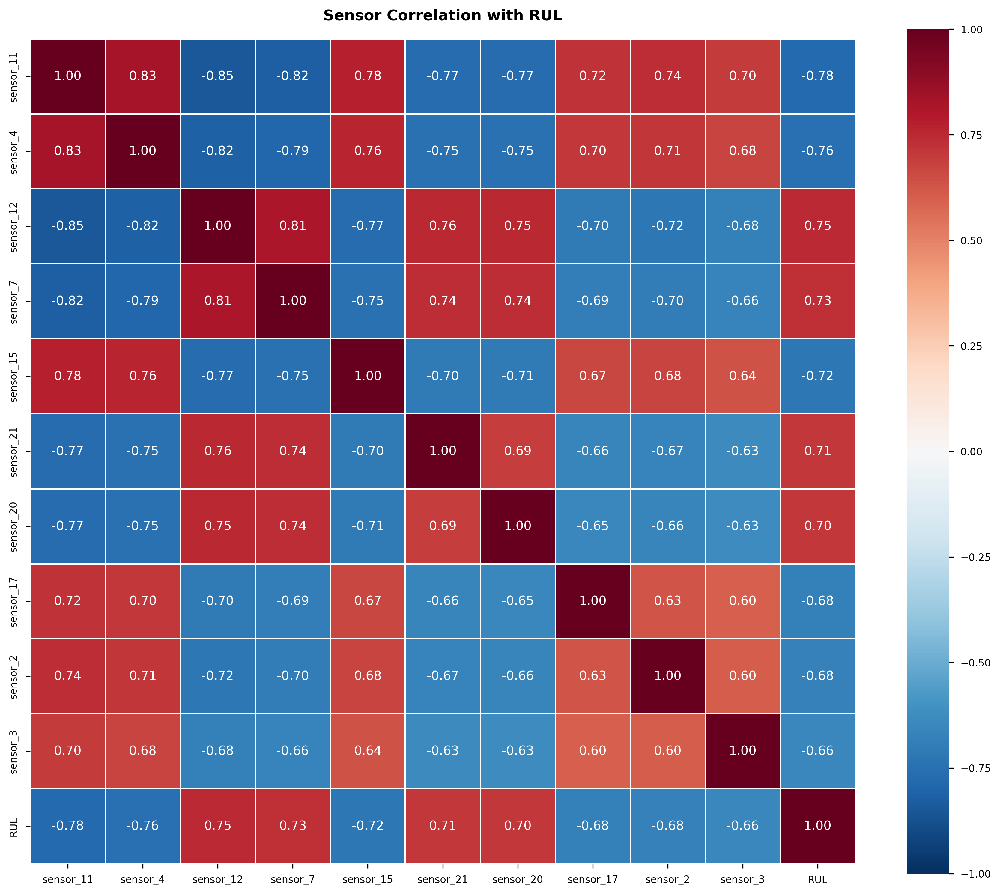 Sensor Correlation with RUL
sensor_11 1.00 0.83 -0.85 -0.82 0.78 -0.77 -0.77 0.72 0.74 0.70 -0.78
sensor_4 0.83 1.00 -0.82 -0.79 0.76 -0.75 -0.75 0.70 0.71 0.68 -0.76
sensor_12 -0.85 -0.82 1.00 0.81 -0.77 0.76 0.75 -0.70 -0.72 -0.68 0.75
sensor_7 -0.82 -0.79 0.81 1.00 -0.75 0.74 0.74 -0.69 -0.70 -0.66 0.73
sensor_15 0.78 0.76 -0.77 -0.75 1.00 -0.70 -0.71 0.67 0.68 0.64 -0.72
sensor_21 -0.77 -0.75 0.76 0.74 -0.70 1.00 0.69 -0.66 -0.67 -0.63 0.71
sensor_20 -0.77 -0.75 0.75 0.74 -0.71 0.69 1.00 -0.65 -0.66 -0.63 0.70
sensor_17 0.72 0.70 -0.70 -0.69 0.67 -0.66 -0.65 1.00 0.63 0.60 -0.68
sensor_2 0.74 0.71 -0.72 -0.70 0.68 -0.67 -0.66 0.63 1.00 0.60 -0.68
sensor_3 0.70 0.68 -0.68 -0.66 0.64 -0.63 -0.63 0.60 0.60 1.00 -0.66
RUL -0.78 -0.76 0.75 0.73 -0.72 0.71 0.70 -0.68 -0.68 -0.66 1.00
sensor_11 sensor_4 sensor_12 sensor_7 sensor_15 sensor_21 sensor_20 sensor_17 sensor_2 sensor_3 RUL
1.00
0.75
0.50
0.25
0.00
−0.25
−0.50
−0.75
−1.00